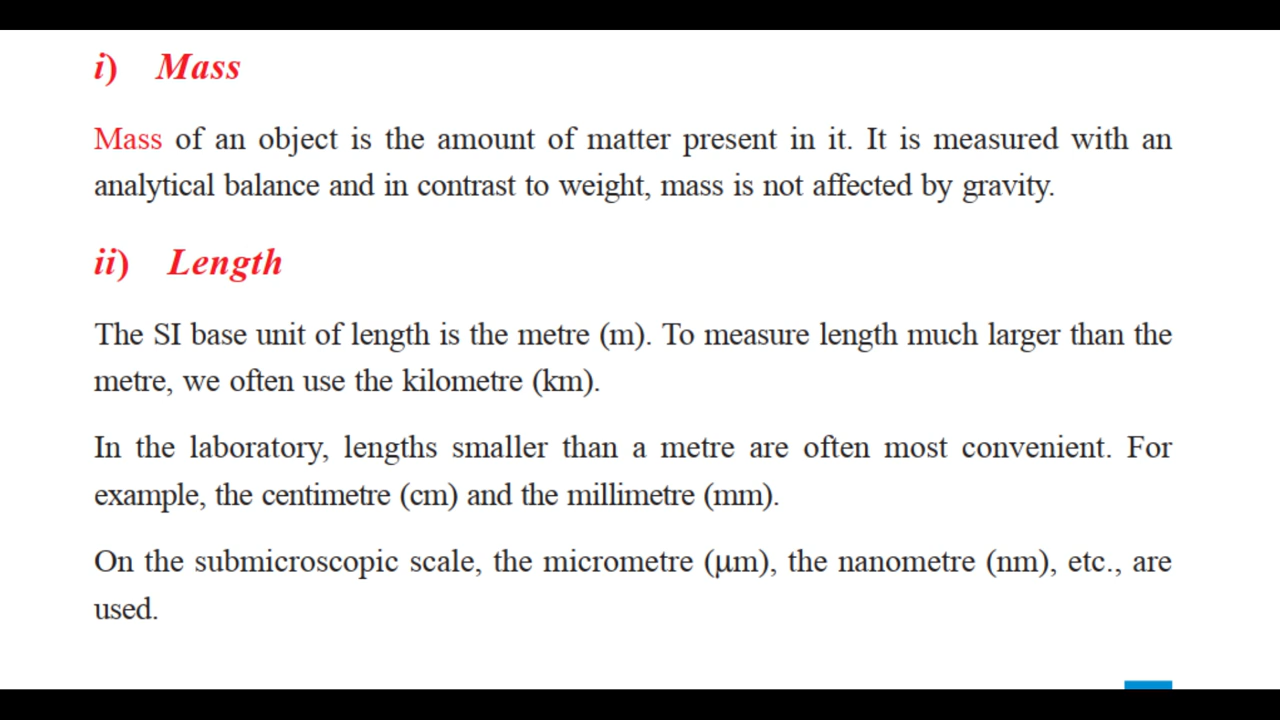 i) Mass
Mass of an object is the amount of matter present in it. It is measured with an
analytical balance and in contrast to weight, mass is not affected by gravity.
ii) Length
The SI base unit of length is the metre (m). To measure length much larger than the
metre, we often use the kilometre (km).
In the laboratory, lengths smaller than a metre are often most convenient. For
example, the centimetre (cm) and the millimetre (mm).
On the submicroscopic scale, the micrometre (μm), the nanometre (nm), etc., are
used.